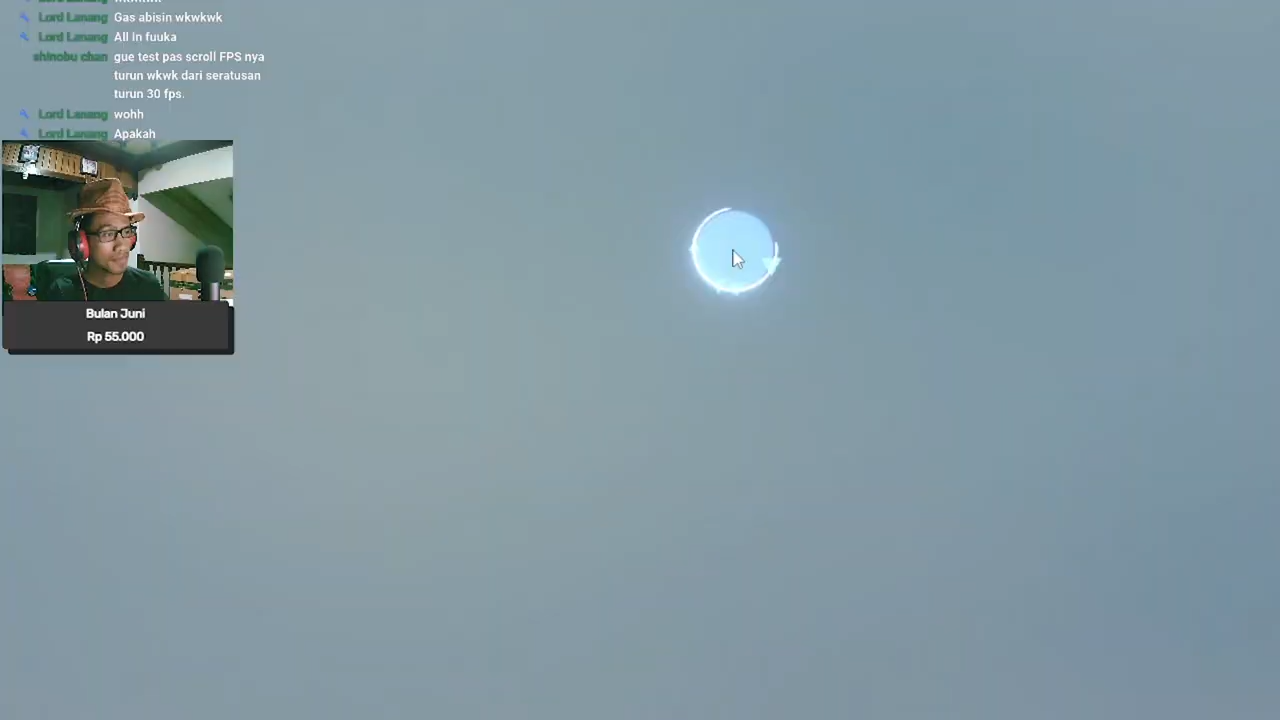 Lord Lanang Gas abisin wkwkwk
Lord Lanang All in fuuka
shinobu chan gue test pas scroll FPS nya
turun wkwk dari seratusan
turun 30 fps.
Lord Lanang wohh
Lord Lanang Apakah
Bulan Juni
Rp 55.000